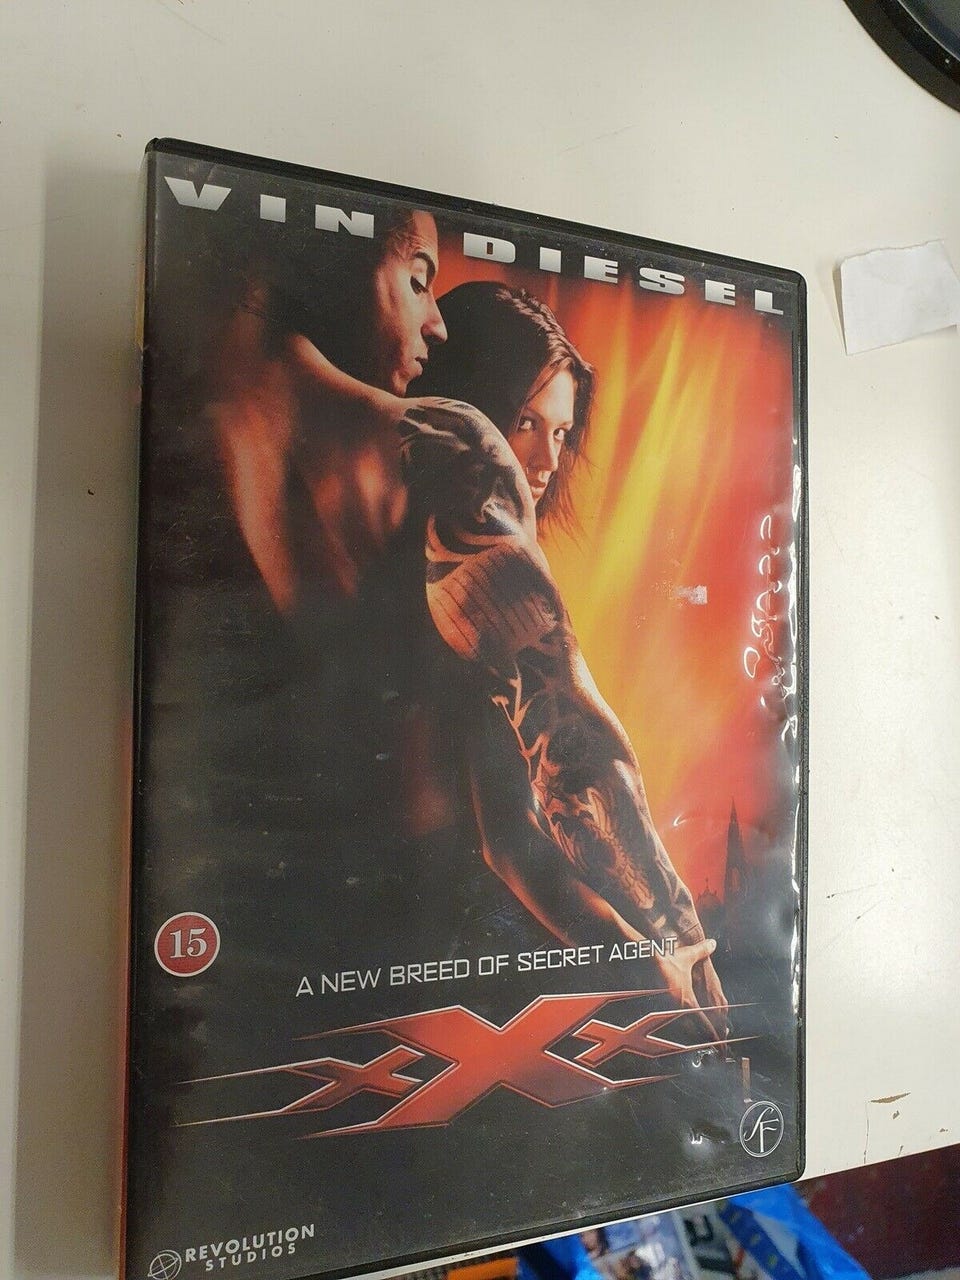 VIN DIESEL
15
A NEW BREED OF SECRET AGENT
xXx
SF
REVOLUTION
STUDIOS